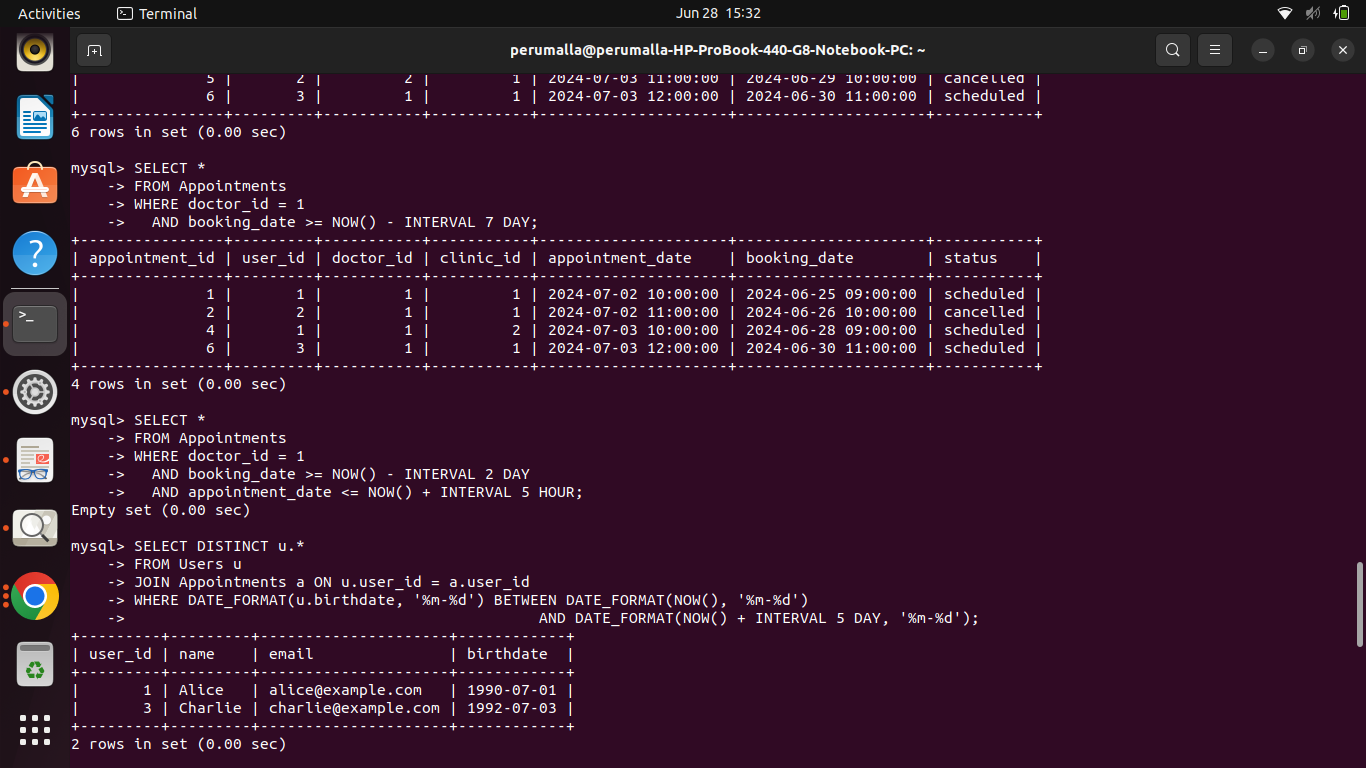 Activities Terminal Jun 28 15:32
perumalla@perumalla-HP-ProBook-440-G8-Notebook-PC: ~
| 5 | 2 | 2 | 1 | 2024-07-03 11:00:00 | 2024-06-29 10:00:00 | cancelled |
| 6 | 3 | 1 | 1 | 2024-07-03 12:00:00 | 2024-06-30 11:00:00 | scheduled |
+----------------+---------+-----------+-----------+---------------------+---------------------+-----------+
6 rows in set (0.00 sec)
mysql> SELECT *
    -> FROM Appointments
    -> WHERE doctor_id = 1
    ->   AND booking_date >= NOW() - INTERVAL 7 DAY;
+----------------+---------+-----------+-----------+---------------------+---------------------+-----------+
| appointment_id | user_id | doctor_id | clinic_id | appointment_date    | booking_date        | status    |
+----------------+---------+-----------+-----------+---------------------+---------------------+-----------+
|              1 |       1 |         1 |         1 | 2024-07-02 10:00:00 | 2024-06-25 09:00:00 | scheduled |
|              2 |       2 |         1 |         1 | 2024-07-02 11:00:00 | 2024-06-26 10:00:00 | cancelled |
|              4 |       1 |         1 |         2 | 2024-07-03 10:00:00 | 2024-06-28 09:00:00 | scheduled |
|              6 |       3 |         1 |         1 | 2024-07-03 12:00:00 | 2024-06-30 11:00:00 | scheduled |
+----------------+---------+-----------+-----------+---------------------+---------------------+-----------+
4 rows in set (0.00 sec)
mysql> SELECT *
    -> FROM Appointments
    -> WHERE doctor_id = 1
    ->   AND booking_date >= NOW() - INTERVAL 2 DAY
    ->   AND appointment_date <= NOW() + INTERVAL 5 HOUR;
Empty set (0.00 sec)
mysql> SELECT DISTINCT u.*
    -> FROM Users u
    -> JOIN Appointments a ON u.user_id = a.user_id
    -> WHERE DATE_FORMAT(u.birthdate, '%m-%d') BETWEEN DATE_FORMAT(NOW(), '%m-%d')
    ->                                              AND DATE_FORMAT(NOW() + INTERVAL 5 DAY, '%m-%d');
+---------+---------+---------------------+------------+
| user_id | name    | email               | birthdate  |
+---------+---------+---------------------+------------+
|       1 | Alice   | alice@example.com   | 1990-07-01 |
|       3 | Charlie | charlie@example.com | 1992-07-03 |
+---------+---------+---------------------+------------+
2 rows in set (0.00 sec)